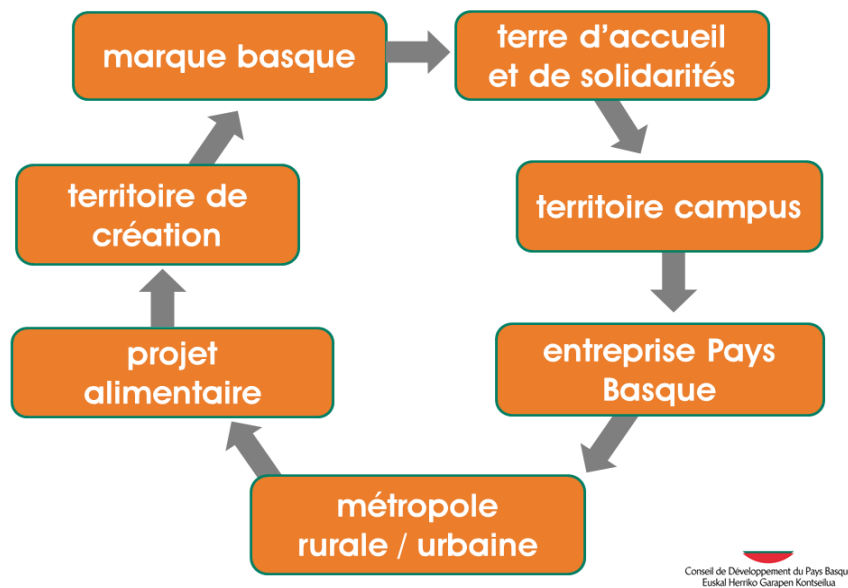 marque basque
terre d'accueil
et de solidarités
territoire campus
entreprise Pays
Basque
métropole
rurale / urbaine
projet
alimentaire
territoire de
création
Conseil de Développement du Pays Basqu
Euskal Herriko Garapen Kontseilua